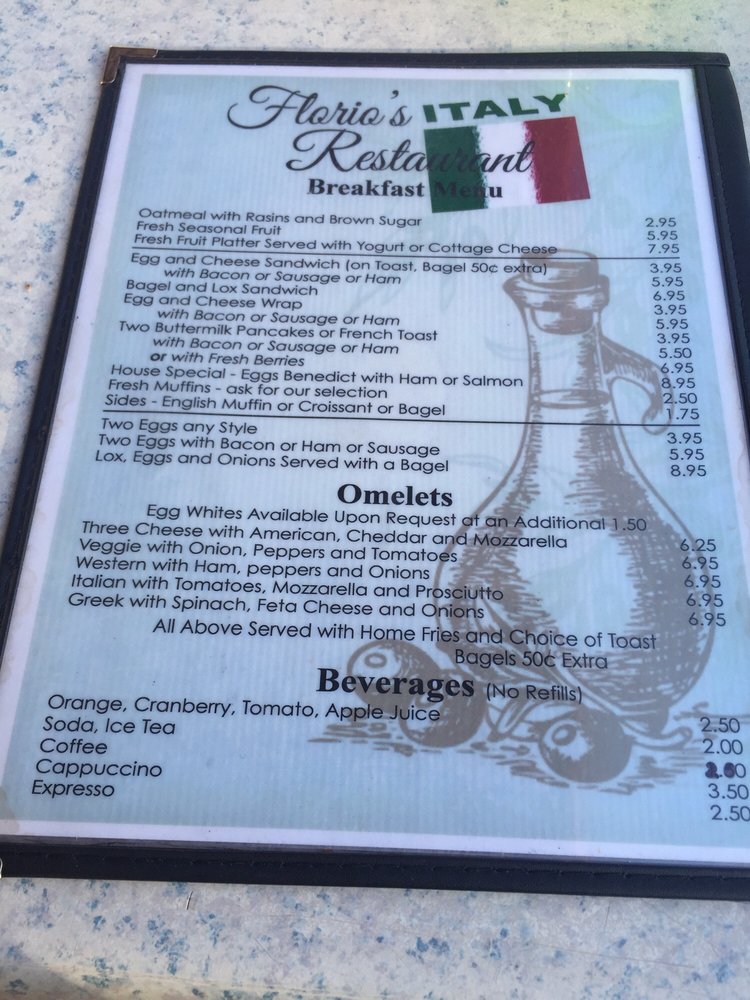 Florio's ITALY
Restaurant
Breakfast Menu
Oatmeal with Rasins and Brown Sugar 2.95
Fresh Seasonal Fruit 5.95
Fresh Fruit Platter Served with Yogurt or Cottage Cheese 7.95
Egg and Cheese Sandwich (on Toast, Bagel 50¢ extra) 3.95
with Bacon or Sausage or Ham 5.95
Bagel and Lox Sandwich 6.95
Egg and Cheese Wrap 3.95
with Bacon or Sausage or Ham 5.95
Two Buttermilk Pancakes or French Toast 3.95
with Bacon or Sausage or Ham 5.50
or with Fresh Berries 6.95
House Special - Eggs Benedict with Ham or Salmon 8.95
Fresh Muffins - ask for our selection 2.50
Sides - English Muffin or Croissant or Bagel 1.75
Two Eggs any Style 3.95
Two Eggs with Bacon or Ham or Sausage 5.95
Lox, Eggs and Onions Served with a Bagel 8.95
Omelets
Egg Whites Available Upon Request at an Additional 1.50
Three Cheese with American, Cheddar and Mozzarella 6.25
Veggie with Onion, Peppers and Tomatoes 6.95
Western with Ham, peppers and Onions 6.95
Italian with Tomatoes, Mozzarella and Prosciutto 6.95
Greek with Spinach, Feta Cheese and Onions 6.95
All Above Served with Home Fries and Choice of Toast
Bagels 50¢ Extra
Beverages (No Refills)
Orange, Cranberry, Tomato, Apple Juice 2.50
Soda, Ice Tea 2.00
Coffee
Cappuccino 3.50
Expresso 2.50